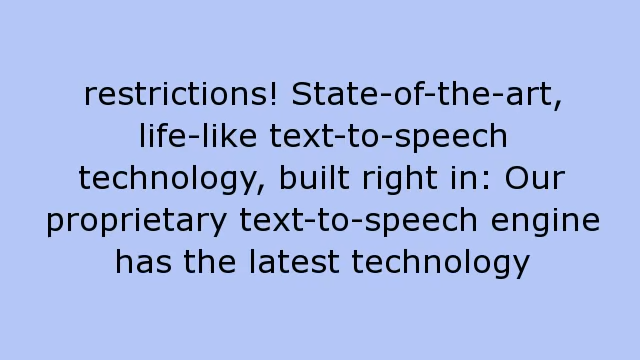 restrictions! State-of-the-art,
life-like text-to-speech
technology, built right in: Our
proprietary text-to-speech engine
has the latest technology